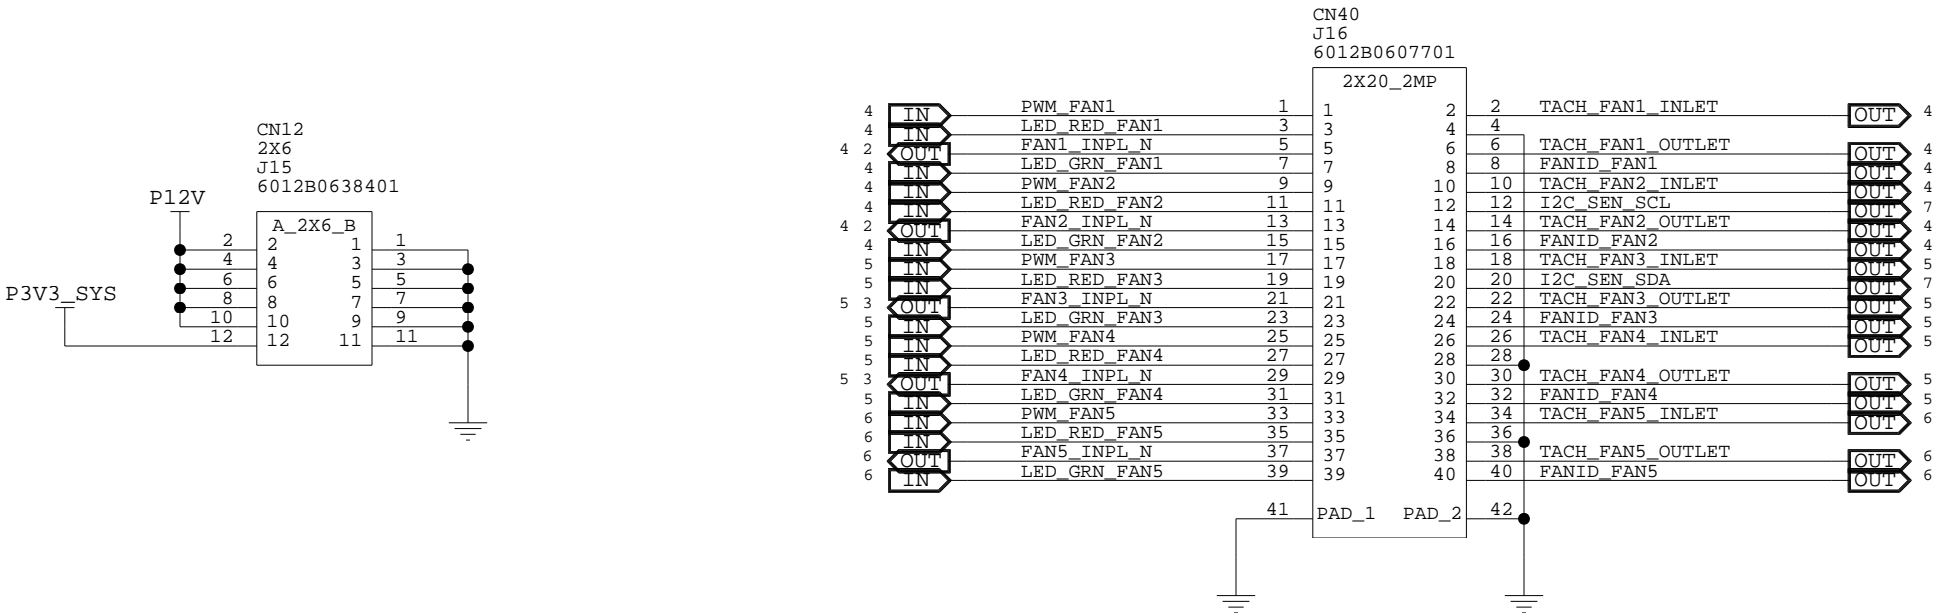 CN12
2X6
J15
6012B0638401
P12V
P3V3_SYS
A_2X6_B
2 2 1 1
4 4 3 3
6 6 5 5
8 8 7 7
10 10 9 9
12 12 11 11
CN40
J16
6012B0607701
2X20_2MP
4 IN PWM_FAN1 1 1 2 2 TACH_FAN1_INLET OUT 4
4 IN LED_RED_FAN1 3 3 4 4
4 2 OUT FAN1_INPL_N 5 5 6 6 TACH_FAN1_OUTLET OUT 4
4 IN LED_GRN_FAN1 7 7 8 8 FANID_FAN1 OUT 4
4 IN PWM_FAN2 9 9 10 10 TACH_FAN2_INLET OUT 4
4 IN LED_RED_FAN2 11 11 12 12 I2C_SEN_SCL OUT 7
4 2 OUT FAN2_INPL_N 13 13 14 14 TACH_FAN2_OUTLET OUT 4
4 IN LED_GRN_FAN2 15 15 16 16 FANID_FAN2 OUT 4
5 IN PWM_FAN3 17 17 18 18 TACH_FAN3_INLET OUT 5
5 IN LED_RED_FAN3 19 19 20 20 I2C_SEN_SDA OUT 7
5 3 OUT FAN3_INPL_N 21 21 22 22 TACH_FAN3_OUTLET OUT 5
5 IN LED_GRN_FAN3 23 23 24 24 FANID_FAN3 OUT 5
5 IN PWM_FAN4 25 25 26 26 TACH_FAN4_INLET OUT 5
5 IN LED_RED_FAN4 27 27 28 28
5 3 OUT FAN4_INPL_N 29 29 30 30 TACH_FAN4_OUTLET OUT 5
5 IN LED_GRN_FAN4 31 31 32 32 FANID_FAN4 OUT 5
6 IN PWM_FAN5 33 33 34 34 TACH_FAN5_INLET OUT 6
6 IN LED_RED_FAN5 35 35 36 36
6 OUT FAN5_INPL_N 37 37 38 38 TACH_FAN5_OUTLET OUT 6
6 IN LED_GRN_FAN5 39 39 40 40 FANID_FAN5 OUT 6
41 PAD_1 PAD_2 42